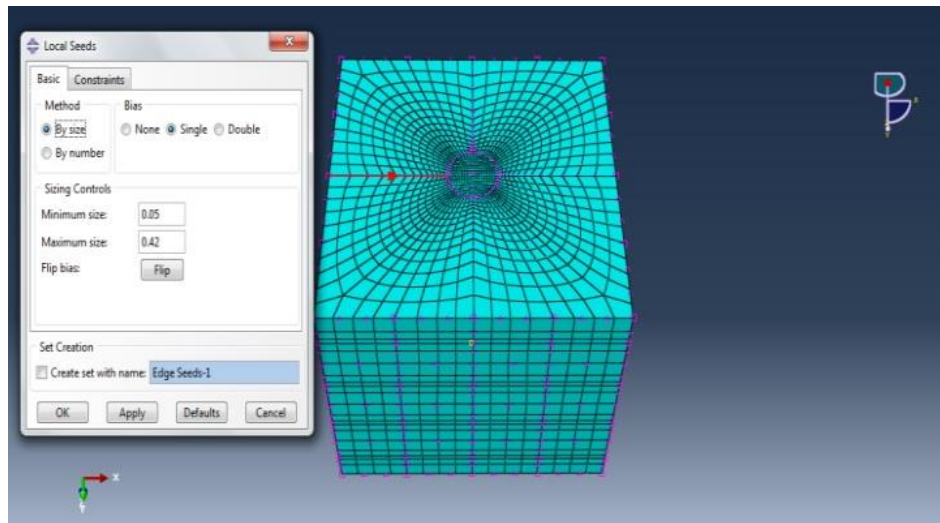 Local Seeds
X
Basic Constraints
Method Bias
By size None Single Double
By number
Sizing Controls
Minimum size: 0.05
Maximum size: 0.42
Flip bias: Flip
Set Creation
Create set with name: Edge Seeds-1
OK Apply Defaults Cancel
X
Y